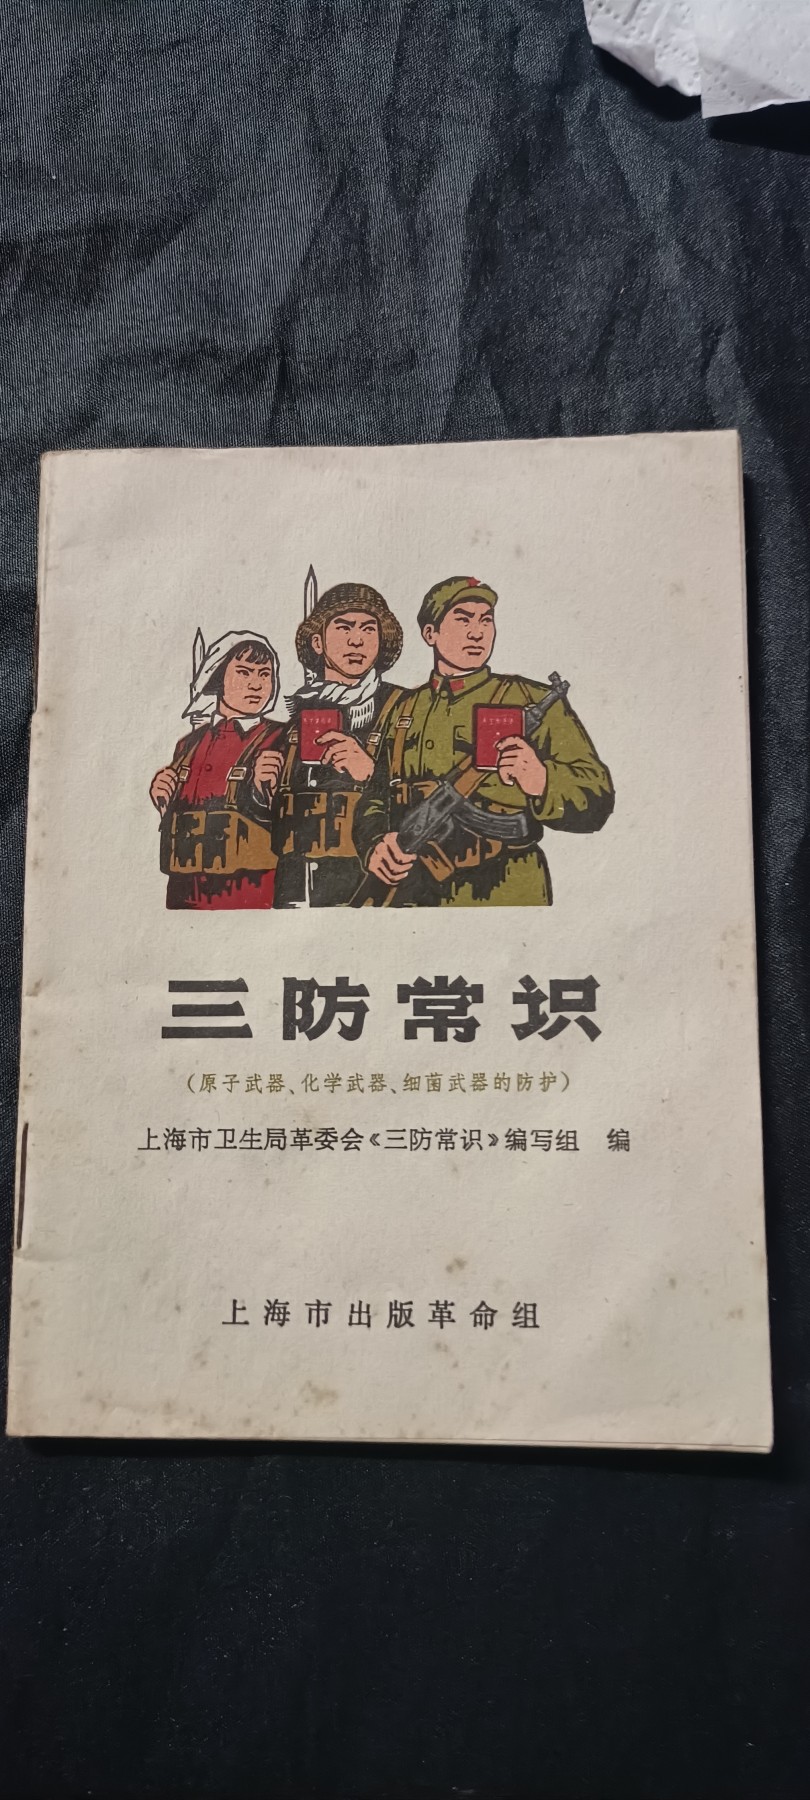 三防常识
（原子武器、化学武器、细菌武器的防护）
上海市卫生局革委会《三防常识》编写组 编
上海市出版革命组